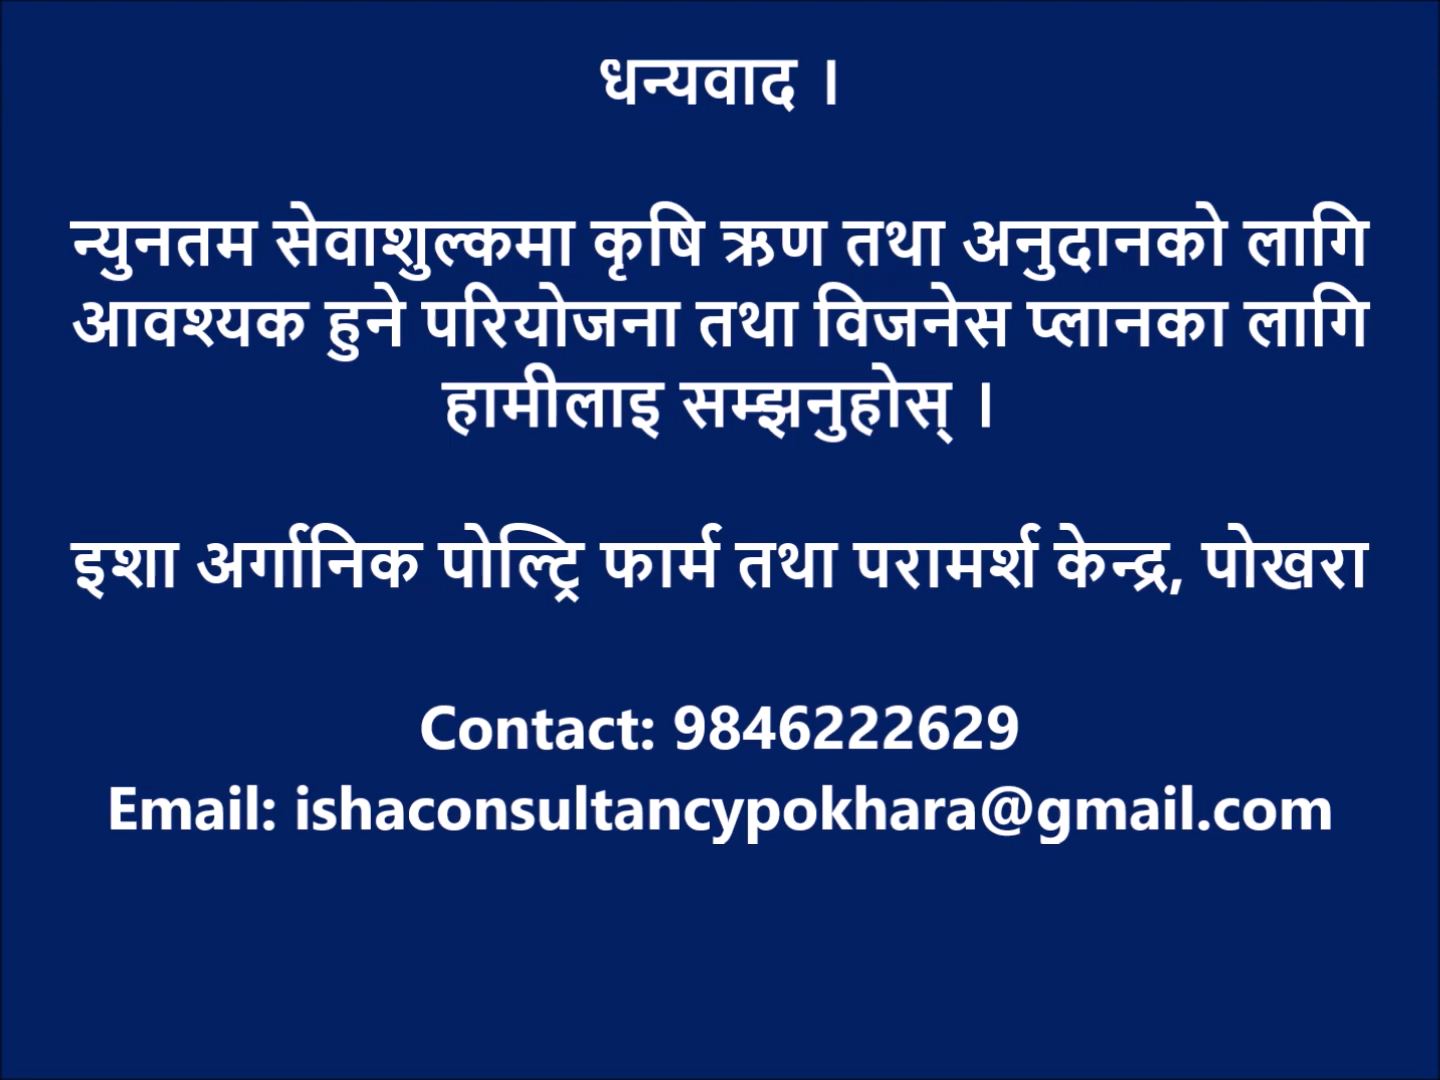 धन्यवाद ।
न्युनतम सेवाशुल्कमा कृषि ऋण तथा अनुदानको लागि
आवश्यक हुने परियोजना तथा विजनेस प्लानका लागि
हामीलाइ सम्झनुहोस् ।
इशा अर्गानिक पोल्ट्रि फार्म तथा परामर्श केन्द्र, पोखरा
Contact: 9846222629
Email: ishaconsultancypokhara@gmail.com